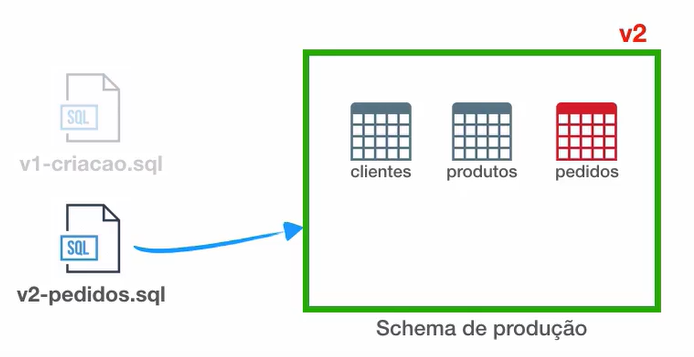 v2
SQL
v1-criacao.sql
clientes
produtos
pedidos
SQL
v2-pedidos.sql
Schema de produção